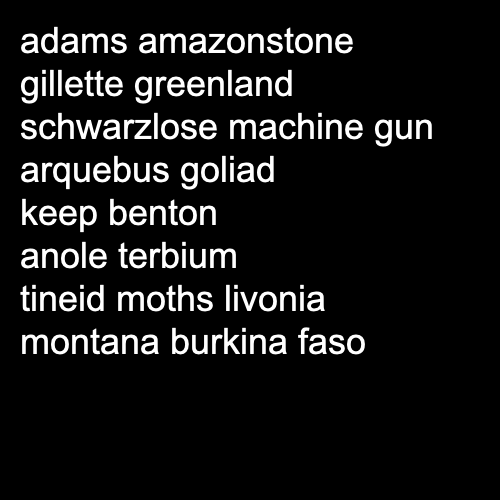 adams amazonstone
gillette greenland
schwarzlose machine gun
arquebus goliad
keep benton
anole terbium
tineid moths livonia
montana burkina faso